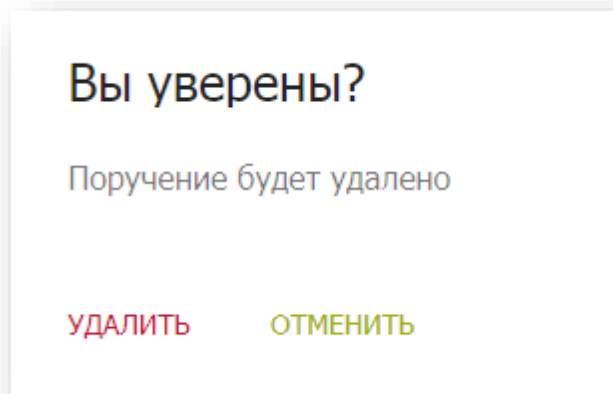 Вы уверены?
Поручение будет удалено
УДАЛИТЬ ОТМЕНИТЬ